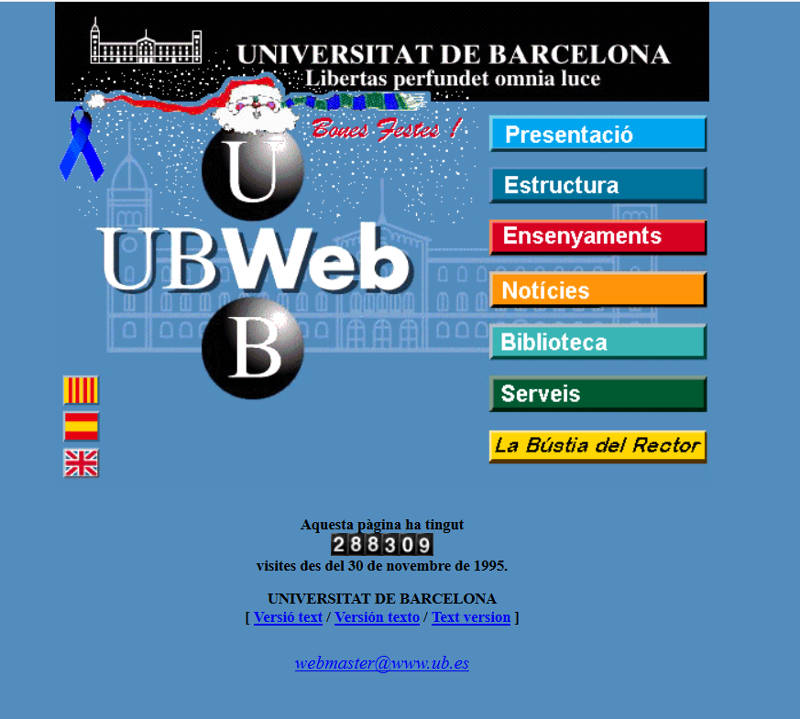 UNIVERSITAT DE BARCELONA
Libertas perfundet omnia luce
Bones Festes !
U
UBWeb
B
Presentació
Estructura
Ensenyaments
Notícies
Biblioteca
Serveis
La Bústia del Rector
Aquesta pàgina ha tingut
288309
visites des del 30 de novembre de 1995.
UNIVERSITAT DE BARCELONA
[ Versió text / Versión texto / Text version ]
webmaster@www.ub.es